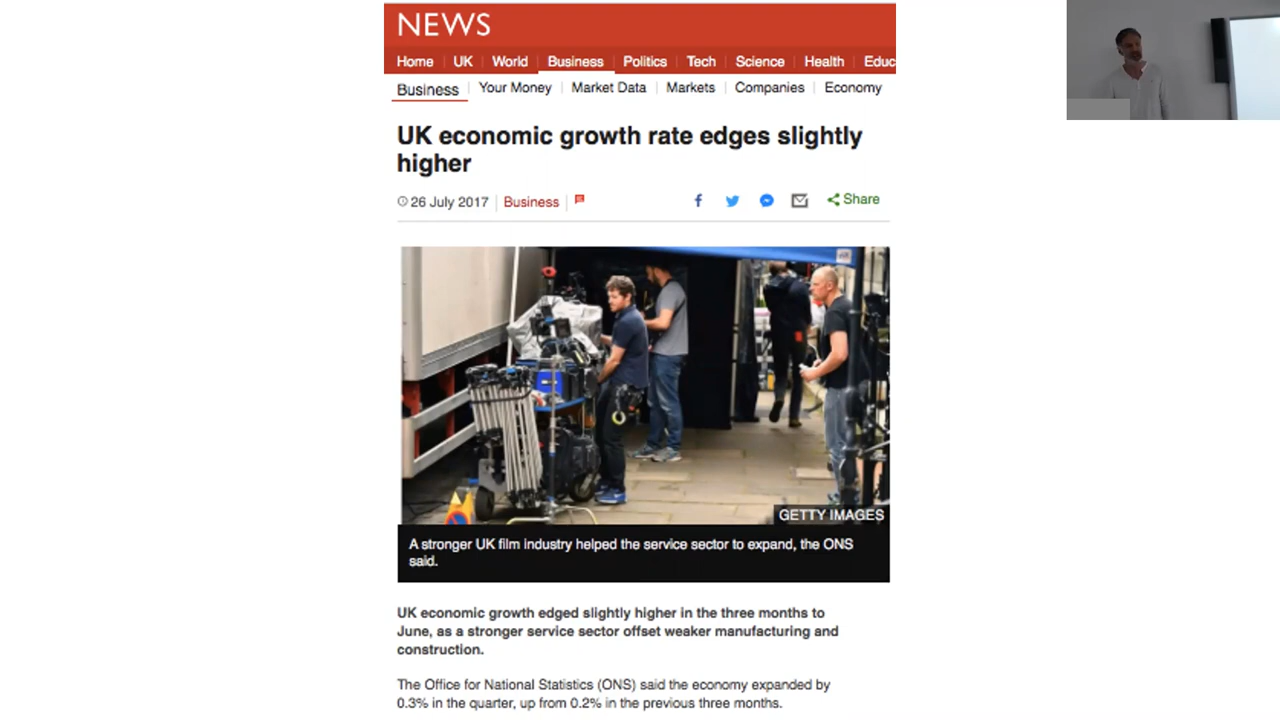 NEWS
Home UK World Business Politics Tech Science Health Educ
Business Your Money Market Data Markets Companies Economy
UK economic growth rate edges slightly
higher
26 July 2017 Business Share
GETTY IMAGES
A stronger UK film industry helped the service sector to expand, the ONS
said.
UK economic growth edged slightly higher in the three months to
June, as a stronger service sector offset weaker manufacturing and
construction.
The Office for National Statistics (ONS) said the economy expanded by
0.3% in the quarter, up from 0.2% in the previous three months.